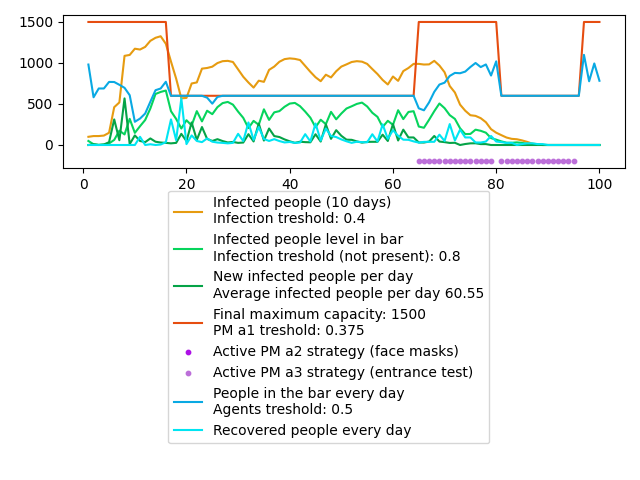 1500
1000
500
0
0 20 40 60 80 100
Infected people (10 days)
Infection treshold: 0.4
Infected people level in bar
Infection treshold (not present): 0.8
New infected people per day
Average infected people per day 60.55
Final maximum capacity: 1500
PM a1 treshold: 0.375
Active PM a2 strategy (face masks)
Active PM a3 strategy (entrance test)
People in the bar every day
Agents treshold: 0.5
Recovered people every day